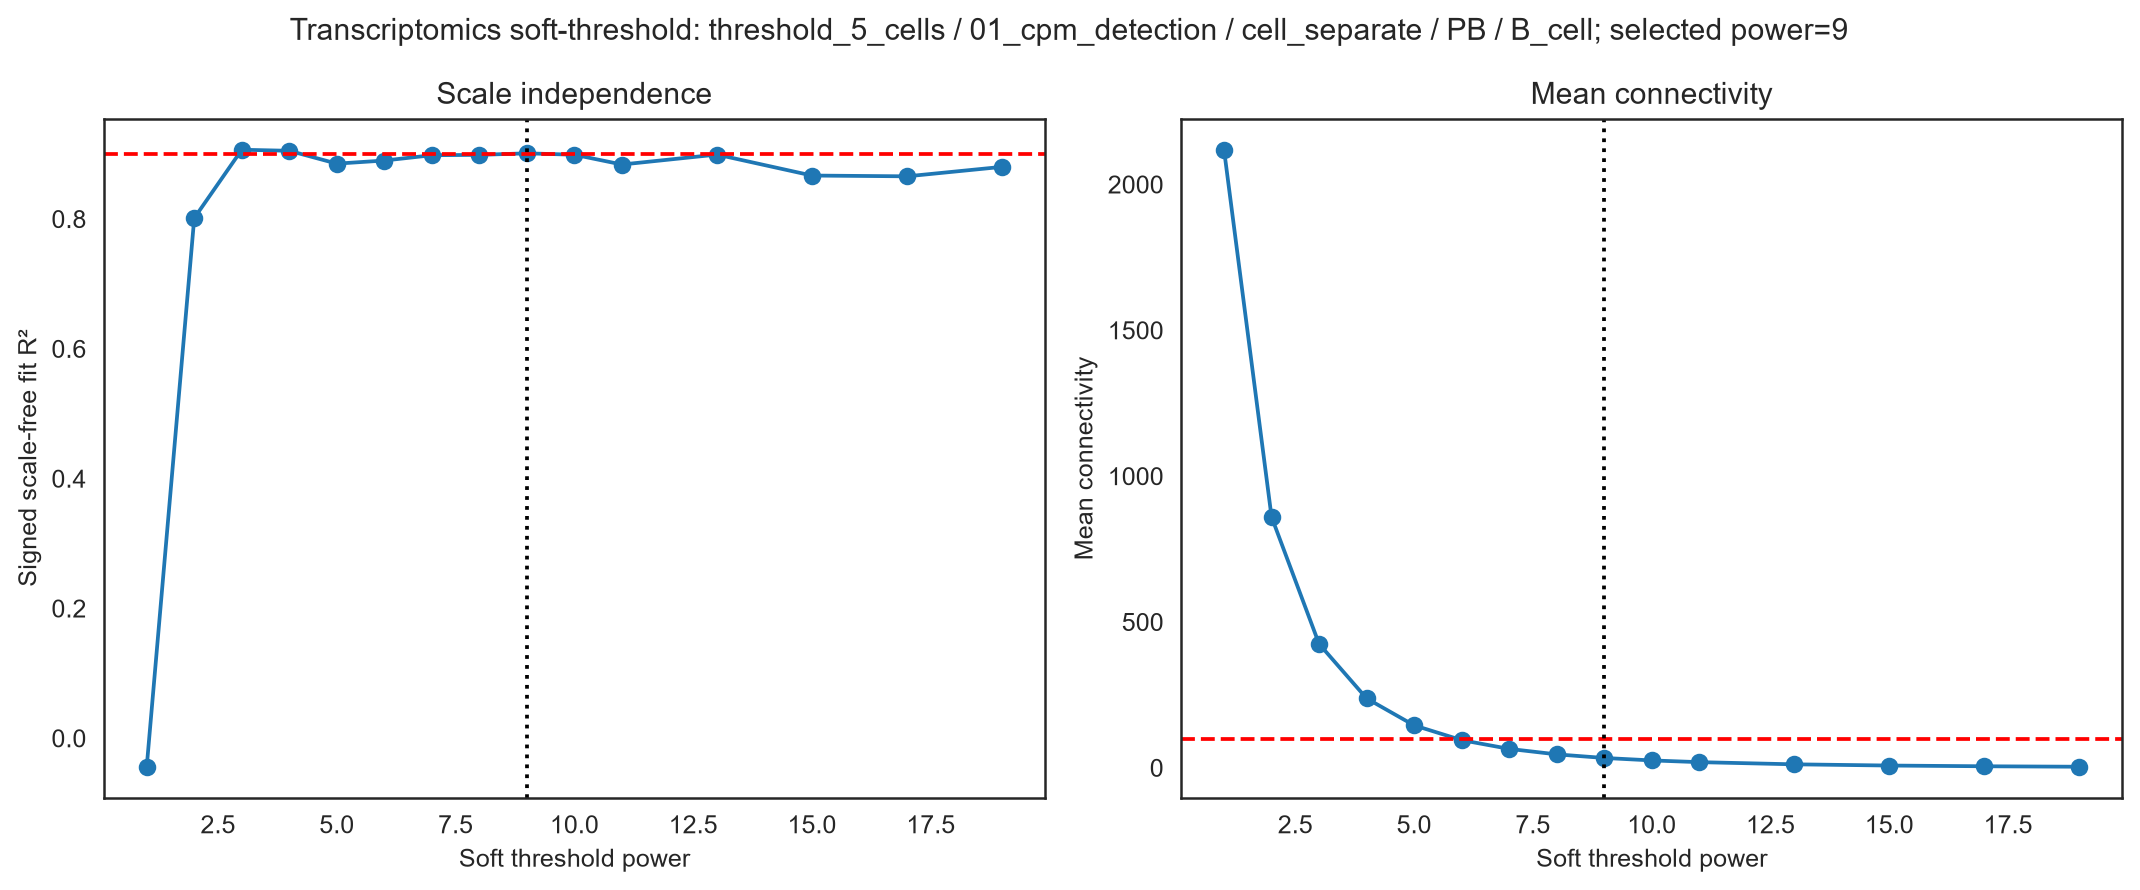 Transcriptomics soft-threshold: threshold_5_cells / 01_cpm_detection / cell_separate / PB / B_cell; selected power=9
Scale independence
Signed scale-free fit R²
0.8
0.6
0.4
0.2
0.0
2.5 5.0 7.5 10.0 12.5 15.0 17.5
Soft threshold power
Mean connectivity
Mean connectivity
2000
1500
1000
500
0
2.5 5.0 7.5 10.0 12.5 15.0 17.5
Soft threshold power